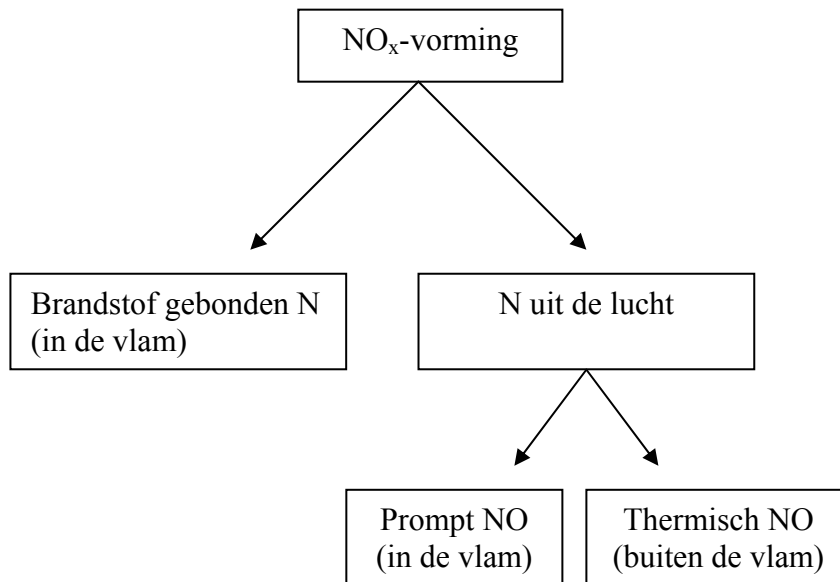 NOₓ-vorming
Brandstof gebonden N
(in de vlam)
N uit de lucht
Prompt NO
(in de vlam)
Thermisch NO
(buiten de vlam)